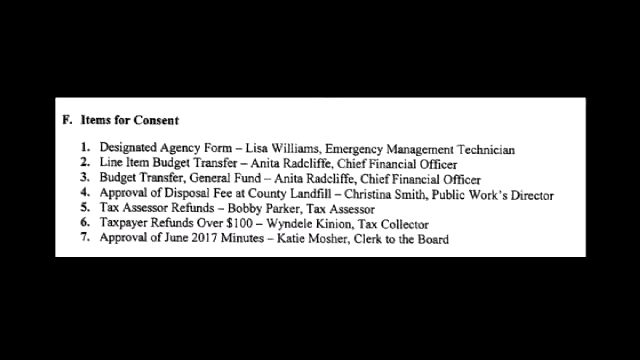 F. Items for Consent
1. Designated Agency Form – Lisa Williams, Emergency Management Technician
2. Line Item Budget Transfer – Anita Radcliffe, Chief Financial Officer
3. Budget Transfer, General Fund – Anita Radcliffe, Chief Financial Officer
4. Approval of Disposal Fee at County Landfill – Christina Smith, Public Work's Director
5. Tax Assessor Refunds – Bobby Parker, Tax Assessor
6. Taxpayer Refunds Over $100 – Wyndele Kinion, Tax Collector
7. Approval of June 2017 Minutes – Katie Mosher, Clerk to the Board